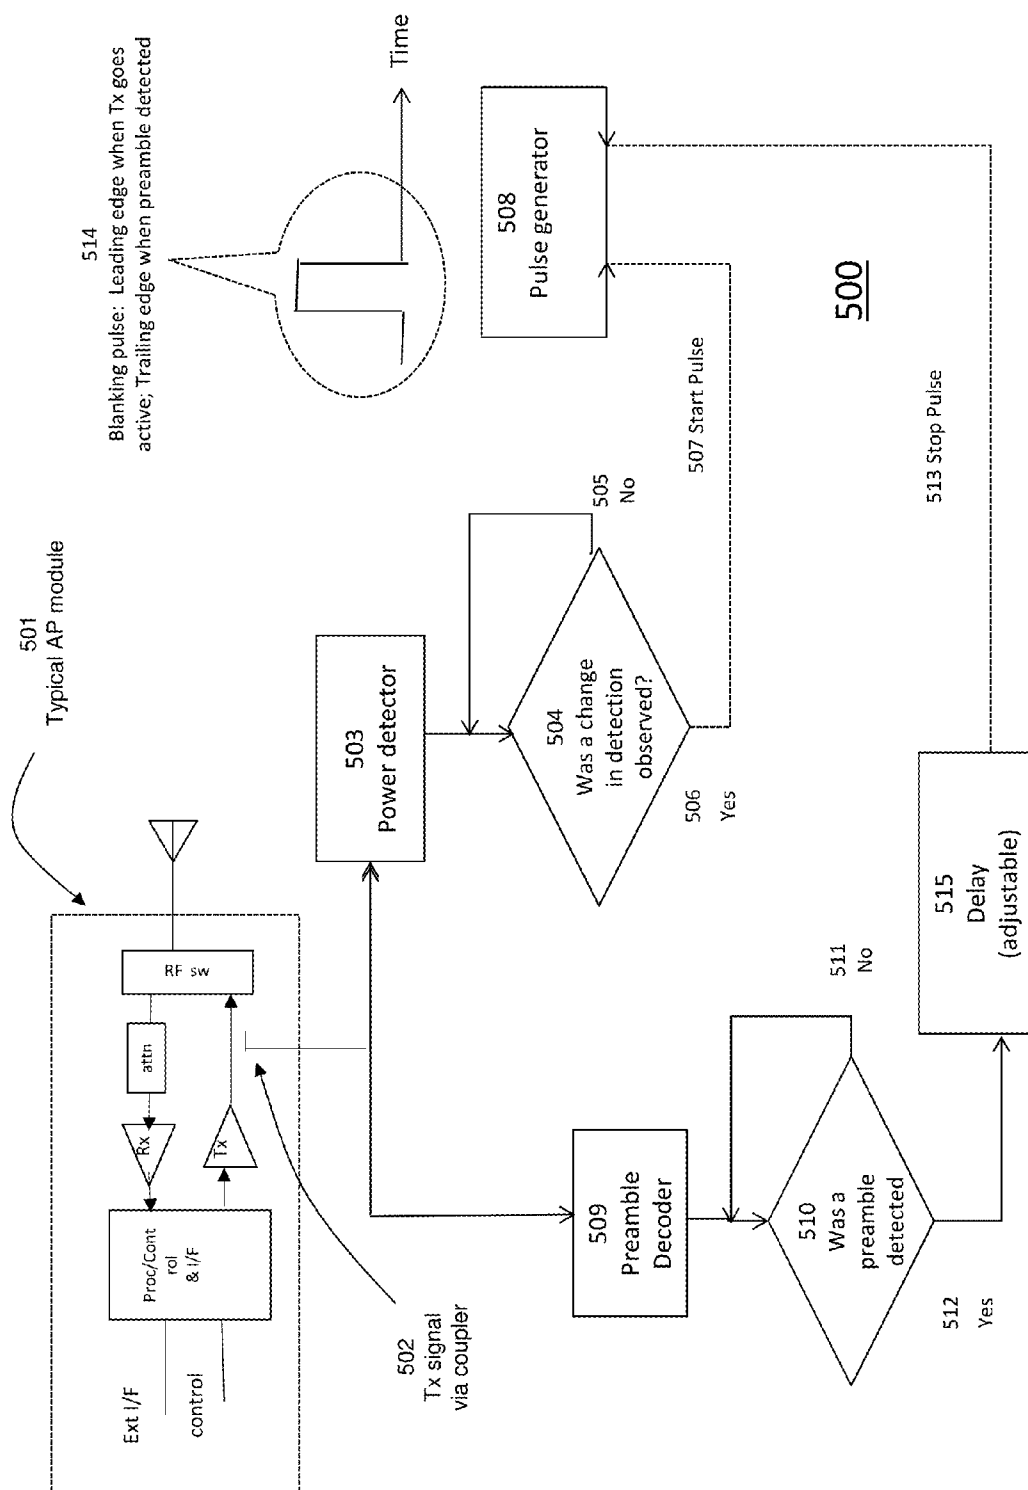 501
Typical AP module
Ext I/F
control
Proc/Cont
rol
& I/F
Rx
Tx
attn
RF sw
502
Tx signal
via coupler
503
Power detector
504
Was a change
in detection
observed?
505
No
506
Yes
507 Start Pulse
508
Pulse generator
509
Preamble
Decoder
510
Was a
preamble
detected
511
No
512
Yes
513 Stop Pulse
514
Blanking pulse: Leading edge when Tx goes
active; Trailing edge when preamble detected
Time
515
Delay
(adjustable)
500